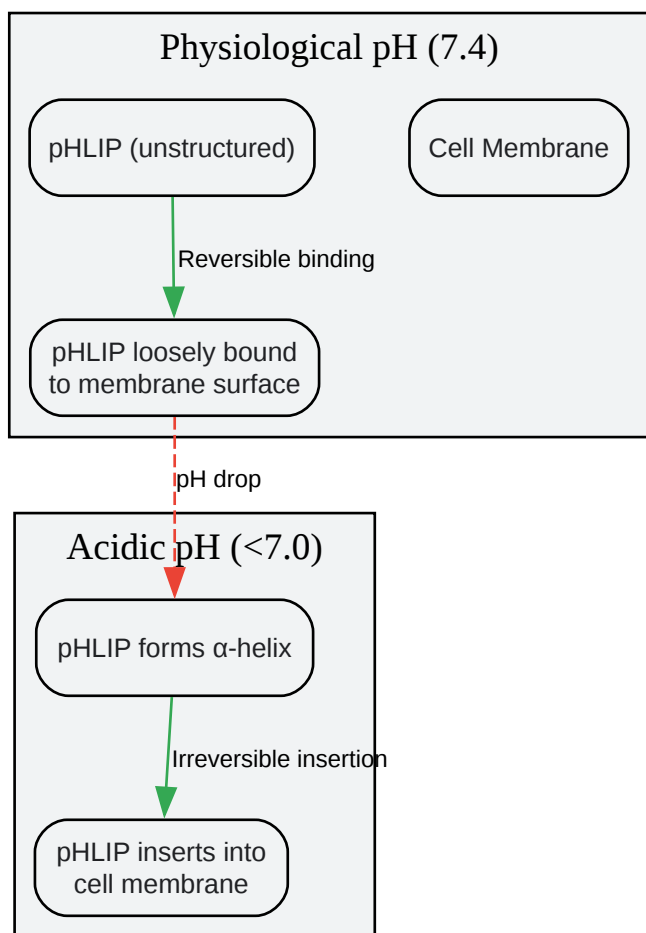 Physiological pH (7.4)
pHLIP (unstructured)
Cell Membrane
Reversible binding
pHLIP loosely bound
to membrane surface
pH drop
Acidic pH (<7.0)
pHLIP forms α-helix
Irreversible insertion
pHLIP inserts into
cell membrane